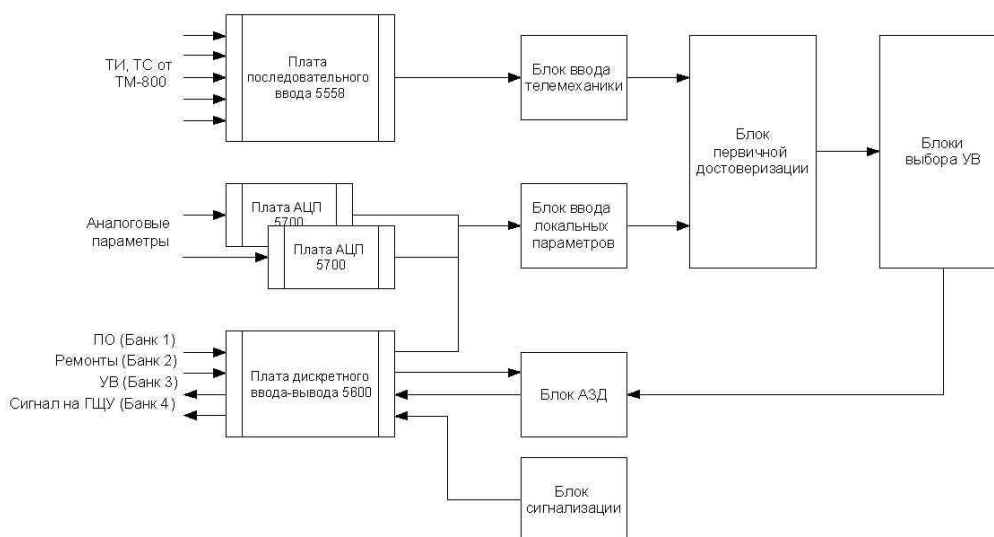 ТИ, ТС от
ТМ-800
Плата
последовательного
ввода 5558
Блок ввода
телемеханики
Блок
первичной
достоверизации
Блоки
выбора УВ
Аналоговые
параметры
Плата АЦП
5700
Плата АЦП
5700
Блок ввода
локальных
параметров
ПО (Банк 1)
Ремонты (Банк 2)
УВ (Банк 3)
Сигнал на ГЩУ (Банк 4)
Плата дискретного
ввода-вывода 5600
Блок АЗД
Блок
сигнализации